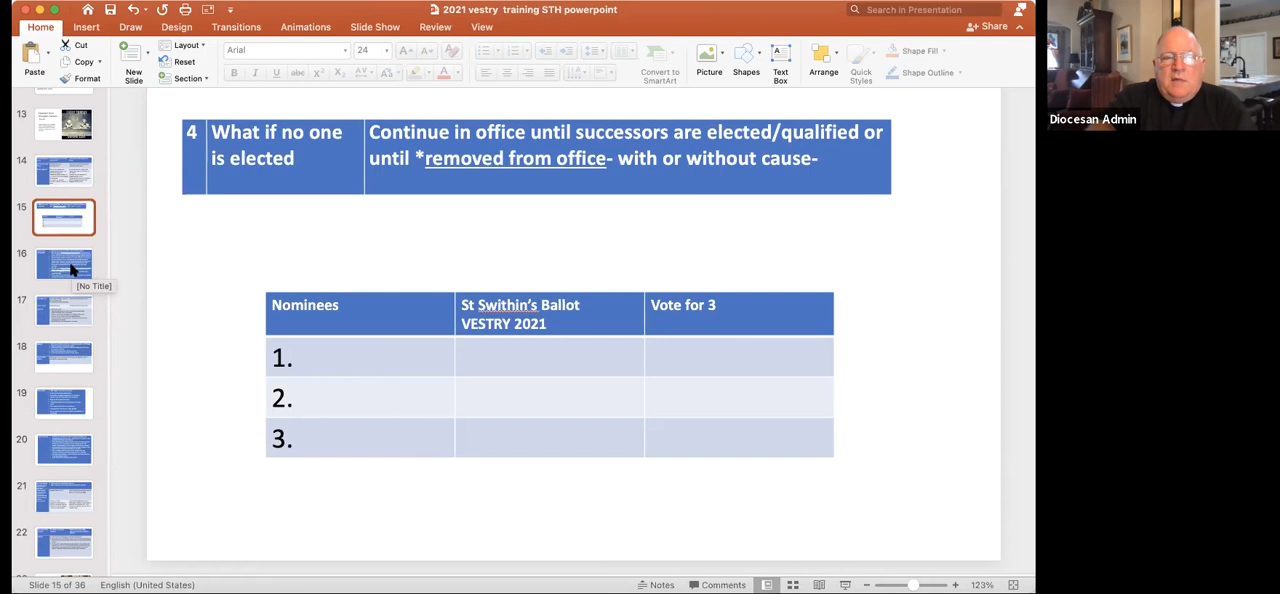 2021 vestry training STH powerpoint
Search in Presentation
Home Insert Draw Design Transitions Animations Slide Show Review View
Share
Paste
Cut
Copy
Format
New Slide
Layout
Reset
Section
Arial 24
B I U abc X² X₂ AV Aa A
Convert to SmartArt
Picture
Shapes
Text Box
Arrange
Quick Styles
Shape Fill
Shape Outline
Diocesan Admin
13
14
15
16
[No Title]
17
18
19
20
21
22
4 What if no one is elected
Continue in office until successors are elected/qualified or
until *removed from office- with or without cause-
Nominees St Swithin's Ballot VESTRY 2021 Vote for 3
1.
2.
3.
Slide 15 of 36 English (United States) Notes Comments 123%